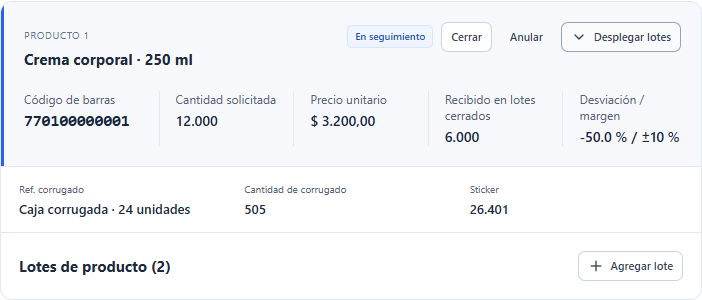 PRODUCTO 1
Crema corporal · 250 ml
En seguimiento
Cerrar
Anular
Desplegar lotes
Código de barras
770100000001
Cantidad solicitada
12.000
Precio unitario
$ 3.200,00
Recibido en lotes
cerrados
6.000
Desviación /
margen
-50.0 % / ±10 %
Ref. corrugado
Caja corrugada · 24 unidades
Cantidad de corrugado
505
Sticker
26.401
Lotes de producto (2)
Agregar lote